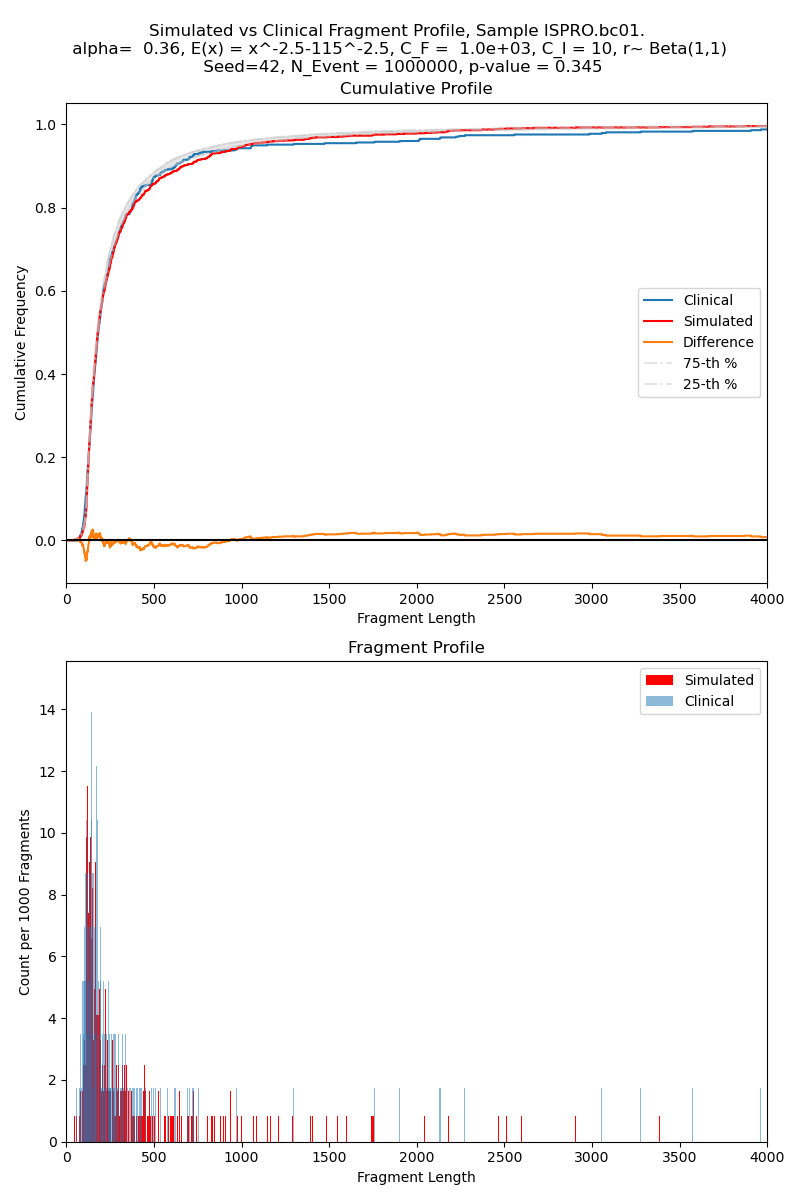 Simulated vs Clinical Fragment Profile, Sample ISPRO.bc01.
alpha=  0.36, E(x) = x^-2.5-115^-2.5, C_F =  1.0e+03, C_I = 10, r~ Beta(1,1)
Seed=42, N_Event = 1000000, p-value = 0.345
Cumulative Profile
1.0
0.8
0.6
0.4
0.2
0.0
Cumulative Frequency
Clinical
Simulated
Difference
75-th %
25-th %
0 500 1000 1500 2000 2500 3000 3500 4000
Fragment Length
Fragment Profile
14
12
10
8
6
4
2
0
Count per 1000 Fragments
Simulated
Clinical
0 500 1000 1500 2000 2500 3000 3500 4000
Fragment Length